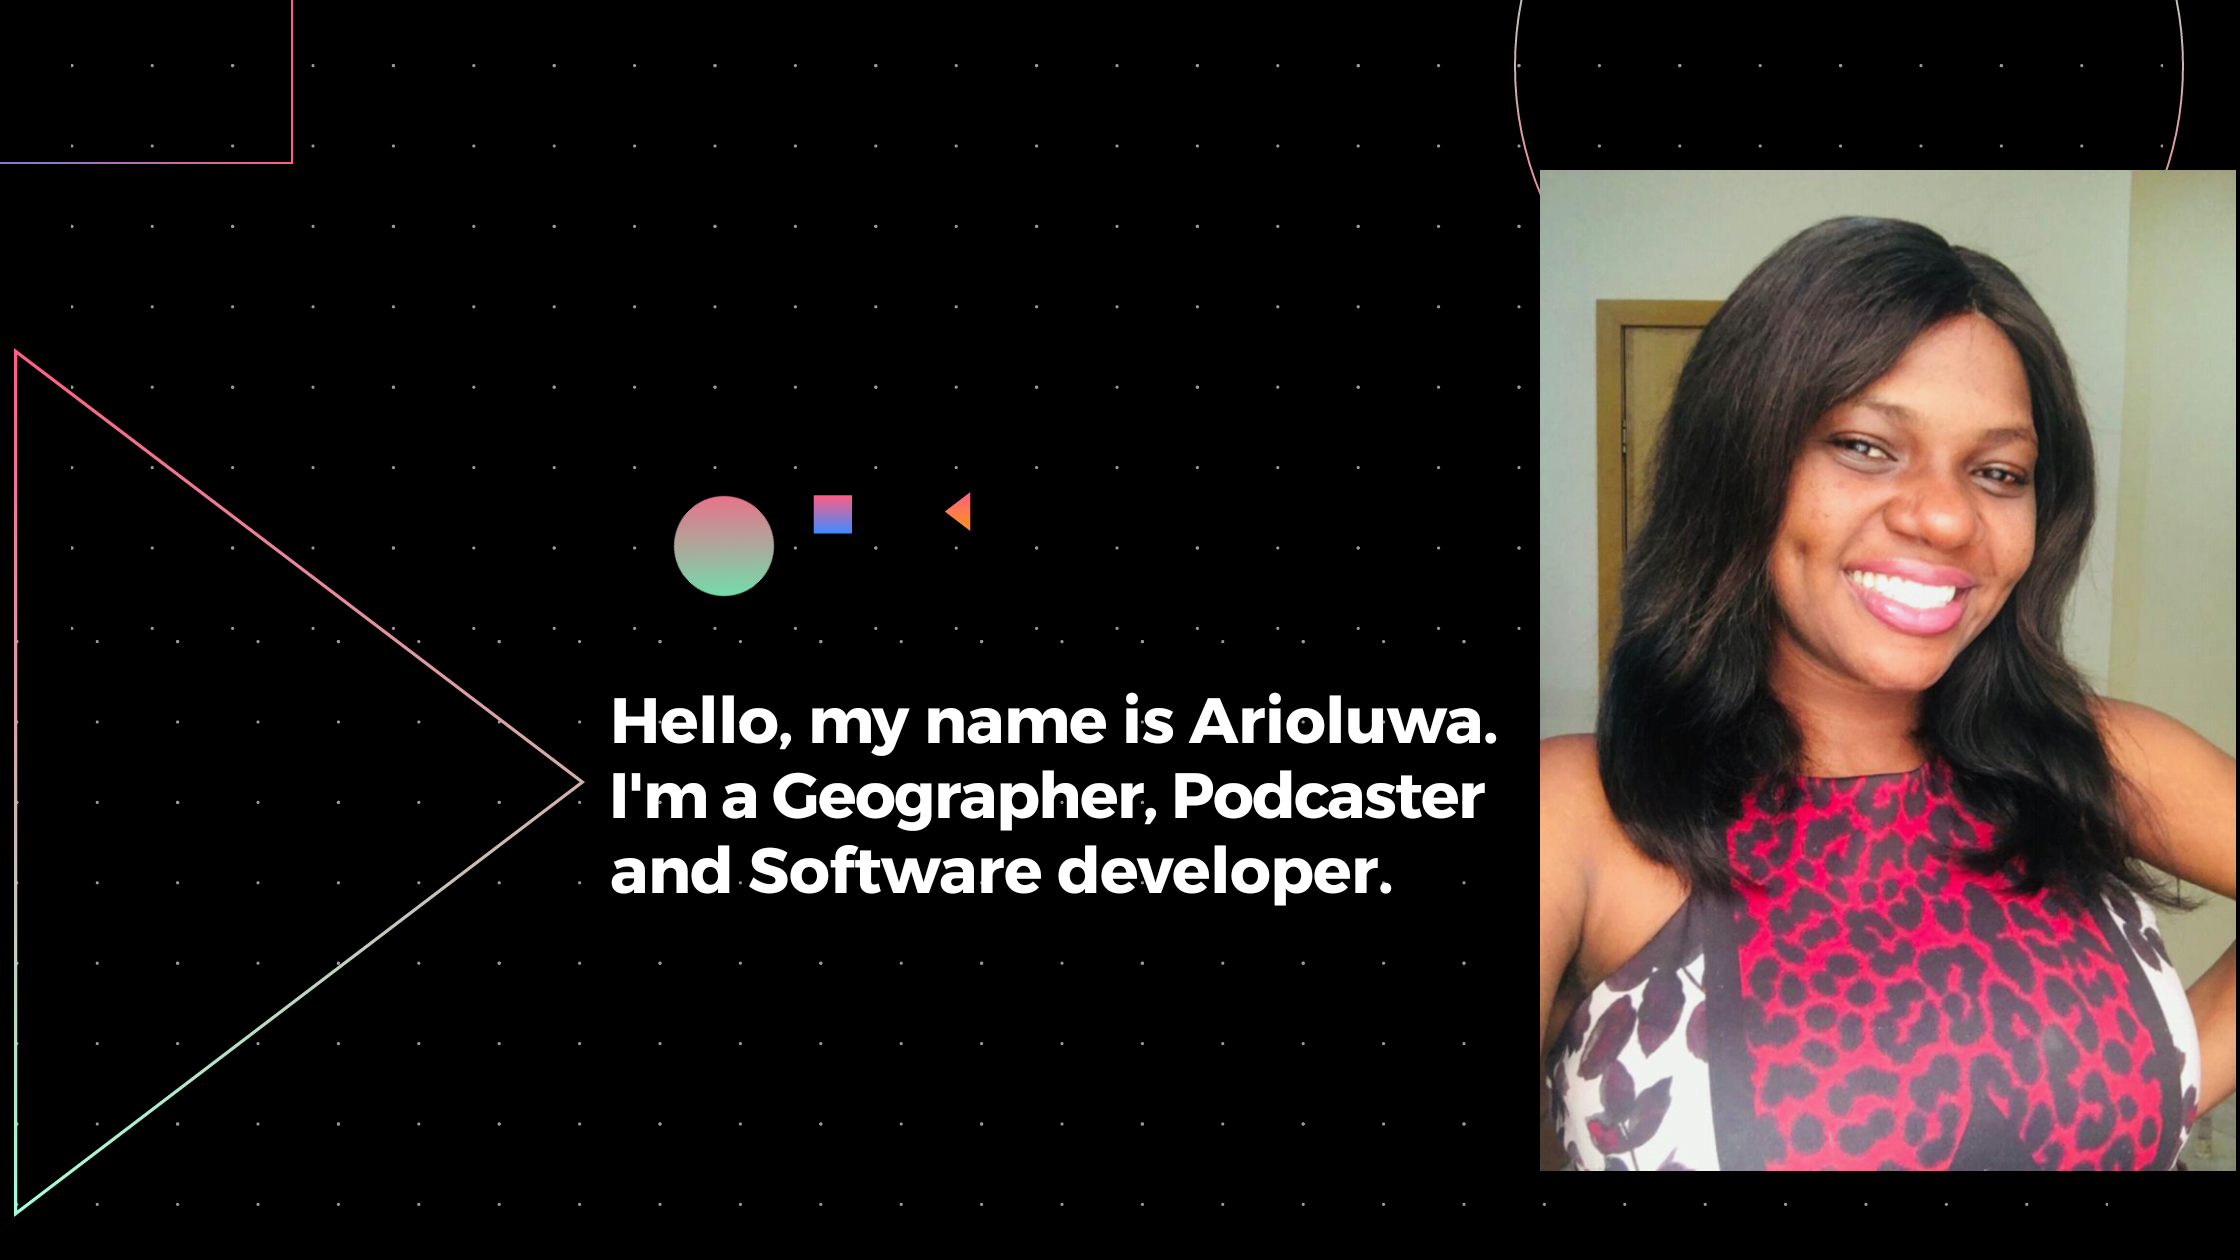 Hello, my name is Arioluwa.
I'm a Geographer, Podcaster
and Software developer.